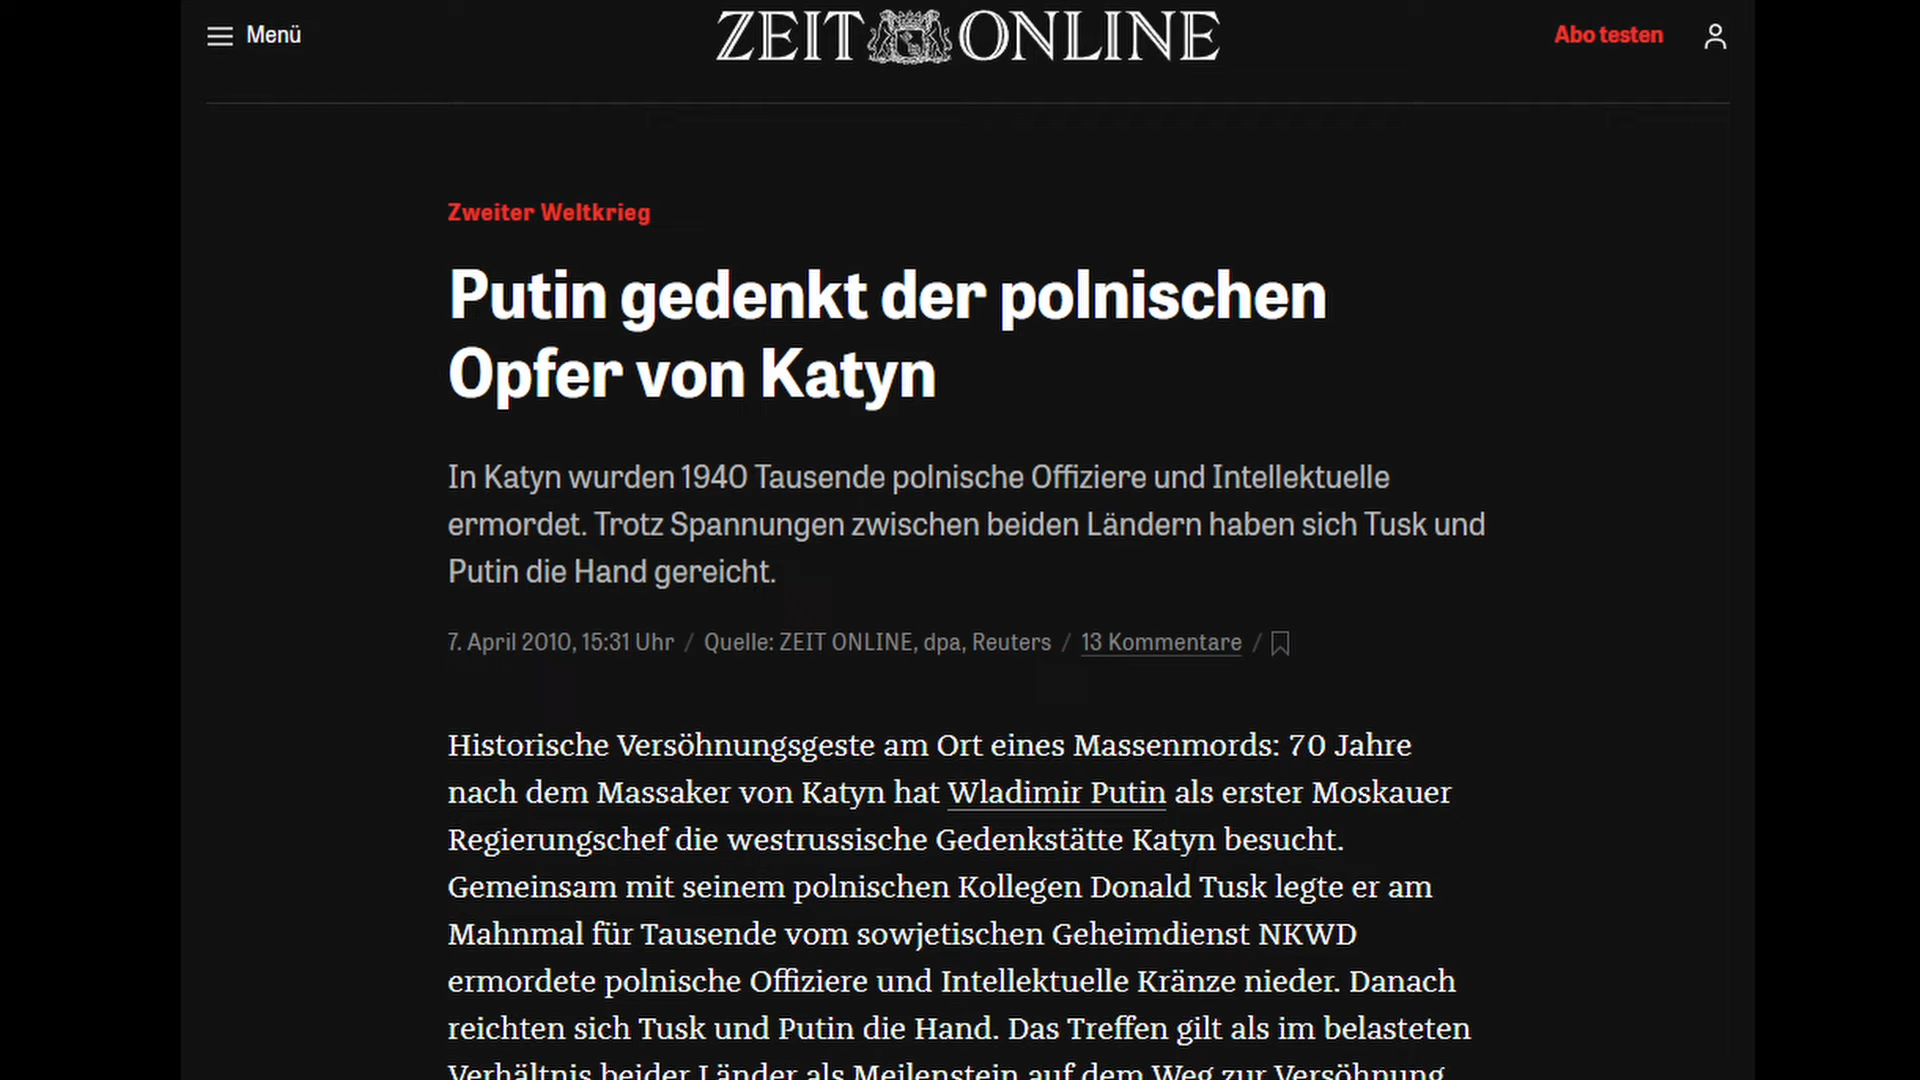 Menü
ZEIT ONLINE
Abo testen
Zweiter Weltkrieg
Putin gedenkt der polnischen
Opfer von Katyn
In Katyn wurden 1940 Tausende polnische Offiziere und Intellektuelle
ermordet. Trotz Spannungen zwischen beiden Ländern haben sich Tusk und
Putin die Hand gereicht.
7. April 2010, 15:31 Uhr / Quelle: ZEIT ONLINE, dpa, Reuters / 13 Kommentare /
Historische Versöhnungsgeste am Ort eines Massenmords: 70 Jahre
nach dem Massaker von Katyn hat Wladimir Putin als erster Moskauer
Regierungschef die westrussische Gedenkstätte Katyn besucht.
Gemeinsam mit seinem polnischen Kollegen Donald Tusk legte er am
Mahnmal für Tausende vom sowjetischen Geheimdienst NKWD
ermordete polnische Offiziere und Intellektuelle Kränze nieder. Danach
reichten sich Tusk und Putin die Hand. Das Treffen gilt als im belasteten
Verhältnis beider Länder als Meilenstein auf dem Weg zur Versöhnung.